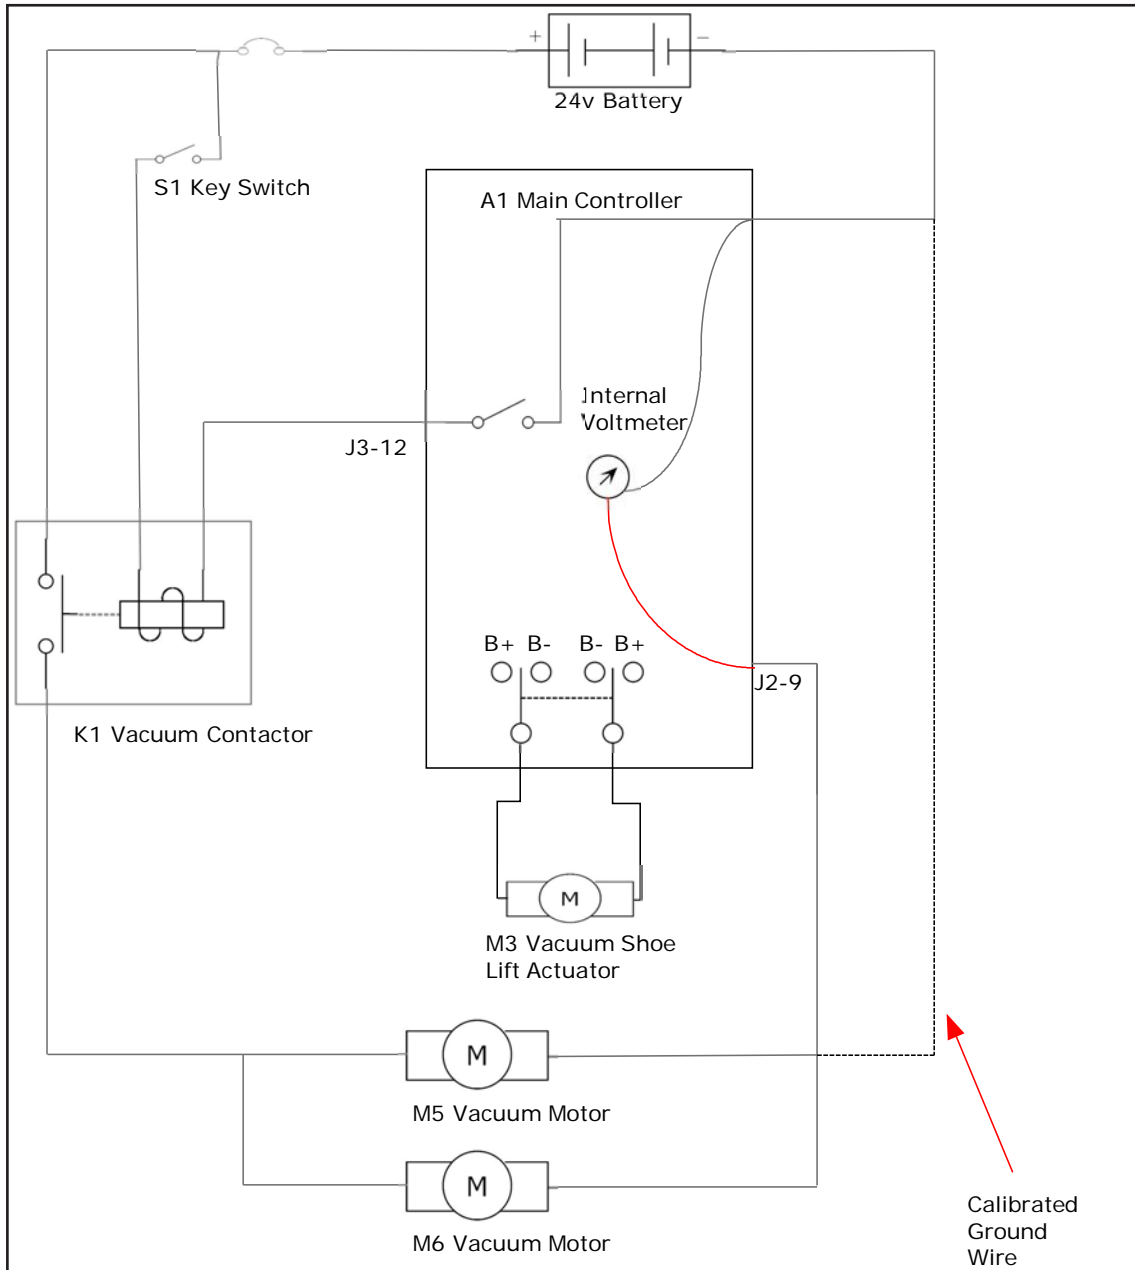 + −
24v Battery
S1 Key Switch
A1 Main Controller
Internal
Voltmeter
J3-12
B+ B- B- B+
J2-9
K1 Vacuum Contactor
M
M3 Vacuum Shoe
Lift Actuator
M
M5 Vacuum Motor
M
M6 Vacuum Motor
Calibrated
Ground
Wire